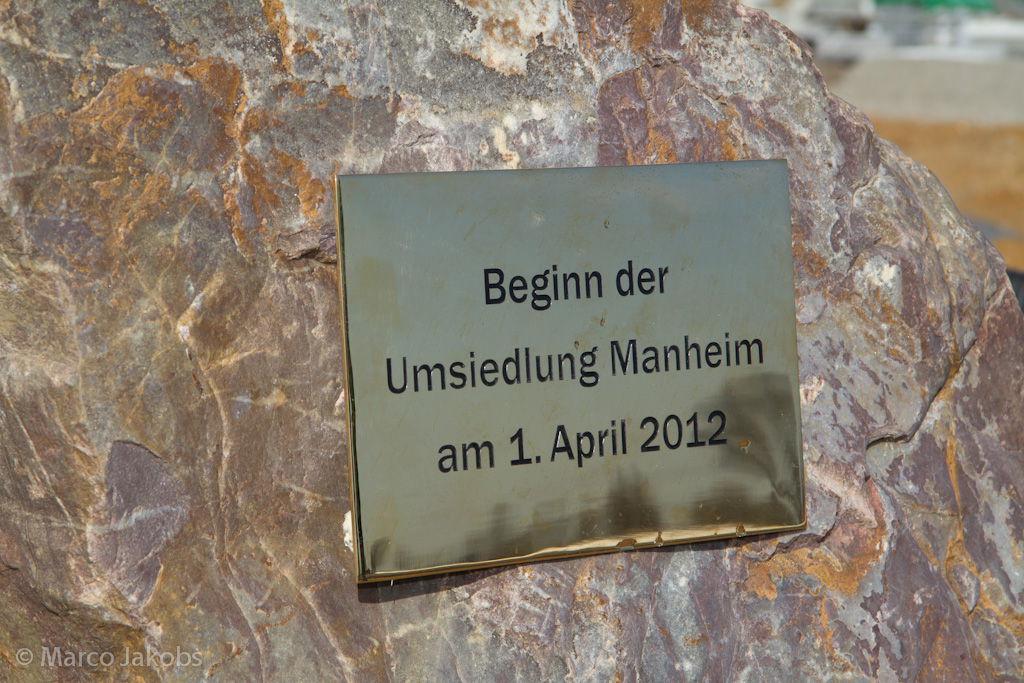 Beginn der
Umsiedlung Manheim
am 1. April 2012
© Marco Jakobs